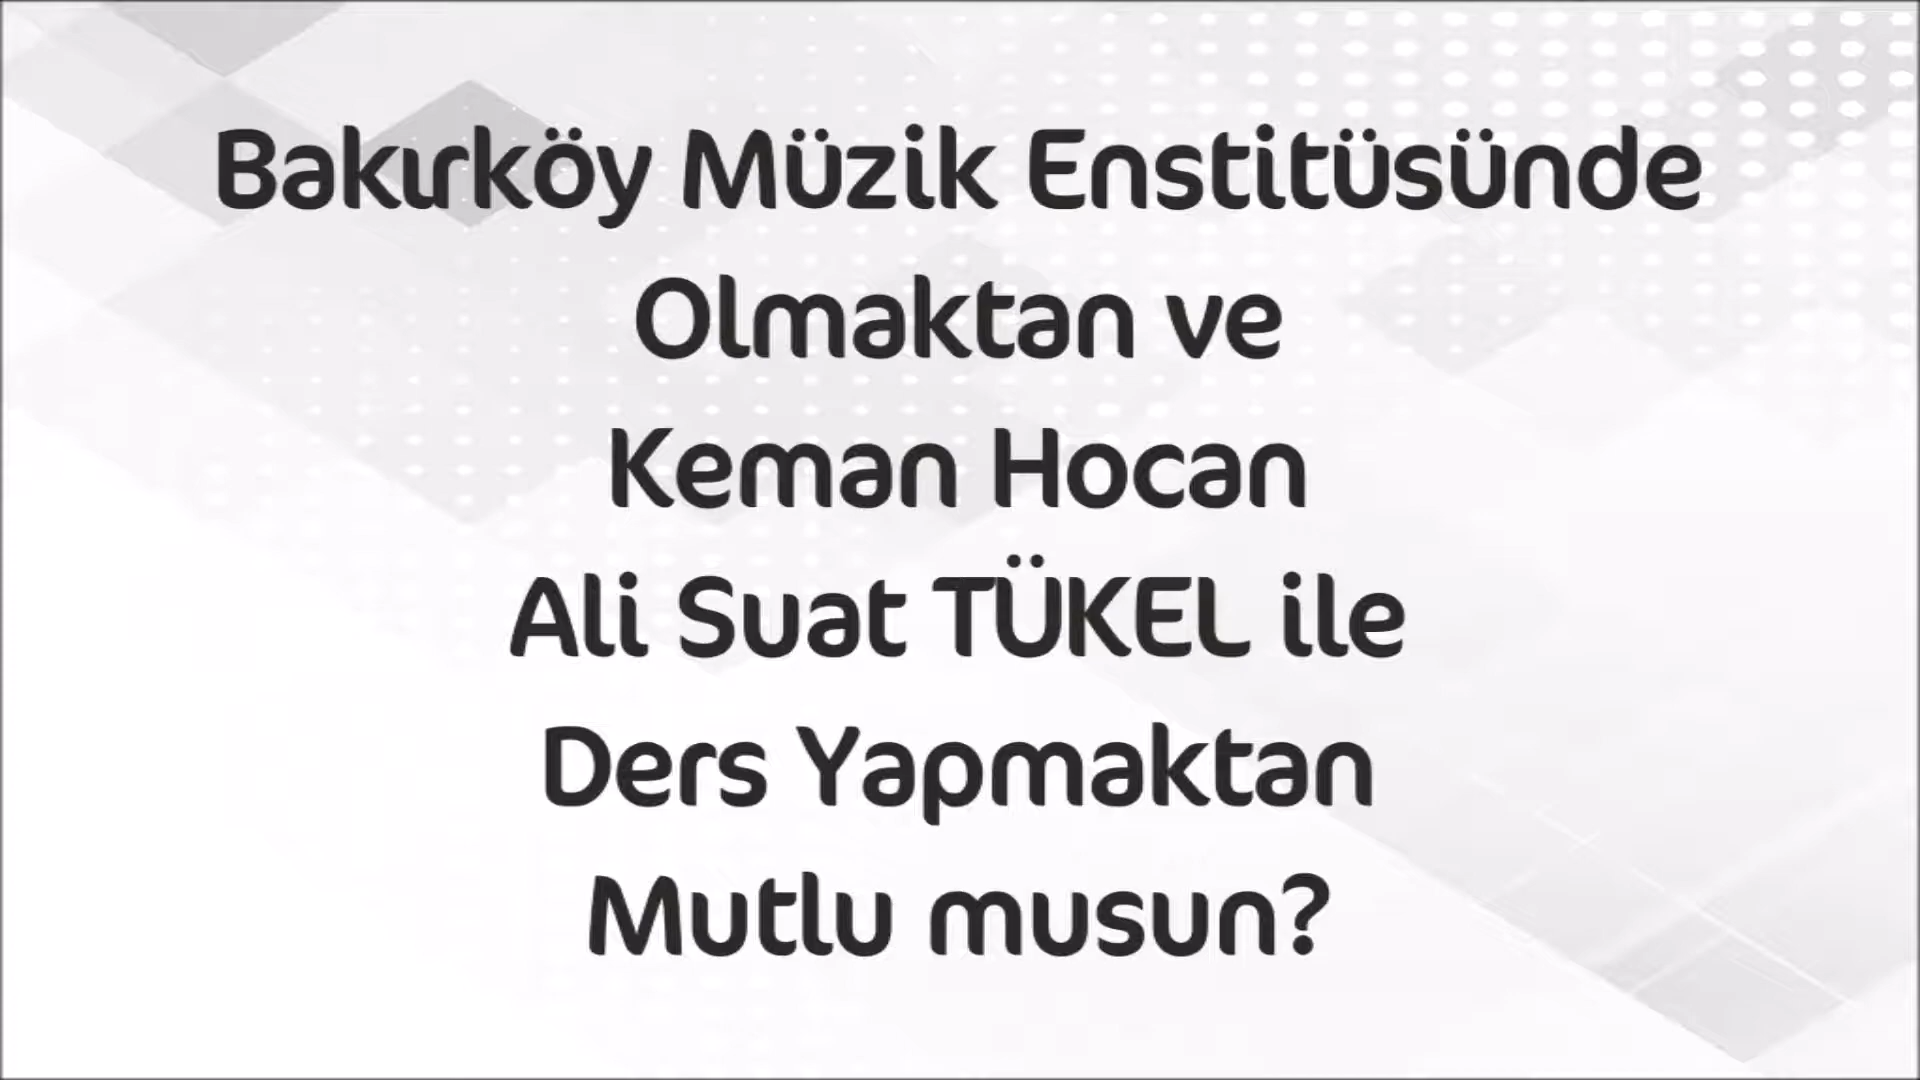 Bakırköy Müzik Enstitüsünde
Olmaktan ve
Keman Hocan
Ali Suat TÜKEL ile
Ders Yapmaktan
Mutlu musun?